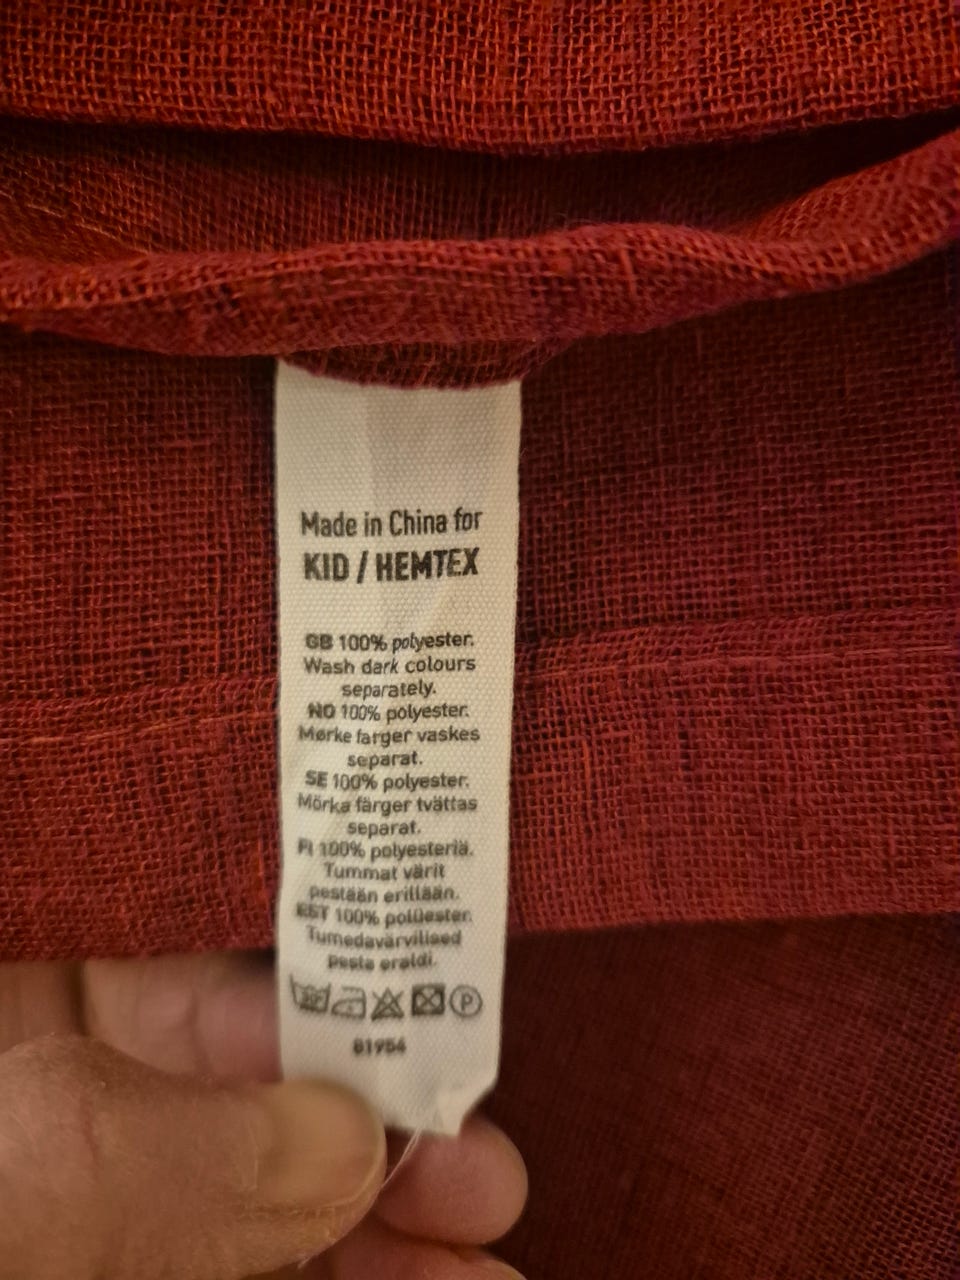 Made in China for
KID / HEMTEX
GB 100% polyester.
Wash dark colours
separately.
NO 100% polyester.
Mørke farger vaskes
separat.
SE 100% polyester.
Mörka färger tvättas
separat.
FI 100% polyesteriä.
Tummat värit
pestään erillään.
EST 100% polüester.
Tumedavärvilised
pesta eraldi.
P
81954